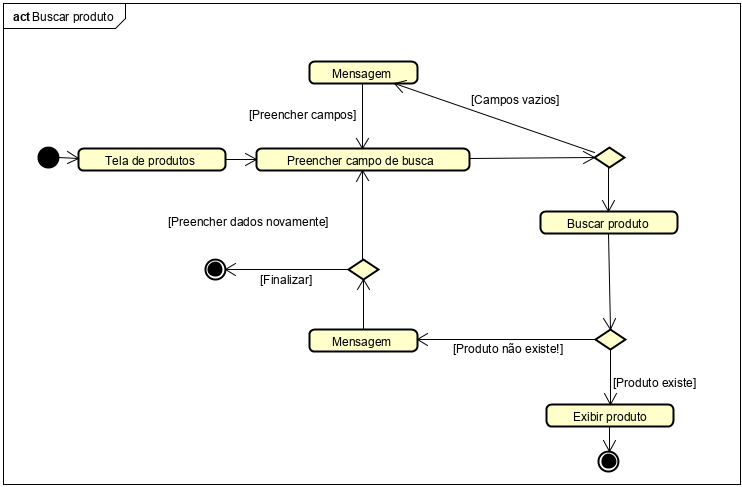 act Buscar produto
Mensagem
[Campos vazios]
[Preencher campos]
Tela de produtos
Preencher campo de busca
Buscar produto
[Preencher dados novamente]
[Finalizar]
Mensagem
[Produto não existe!]
[Produto existe]
Exibir produto